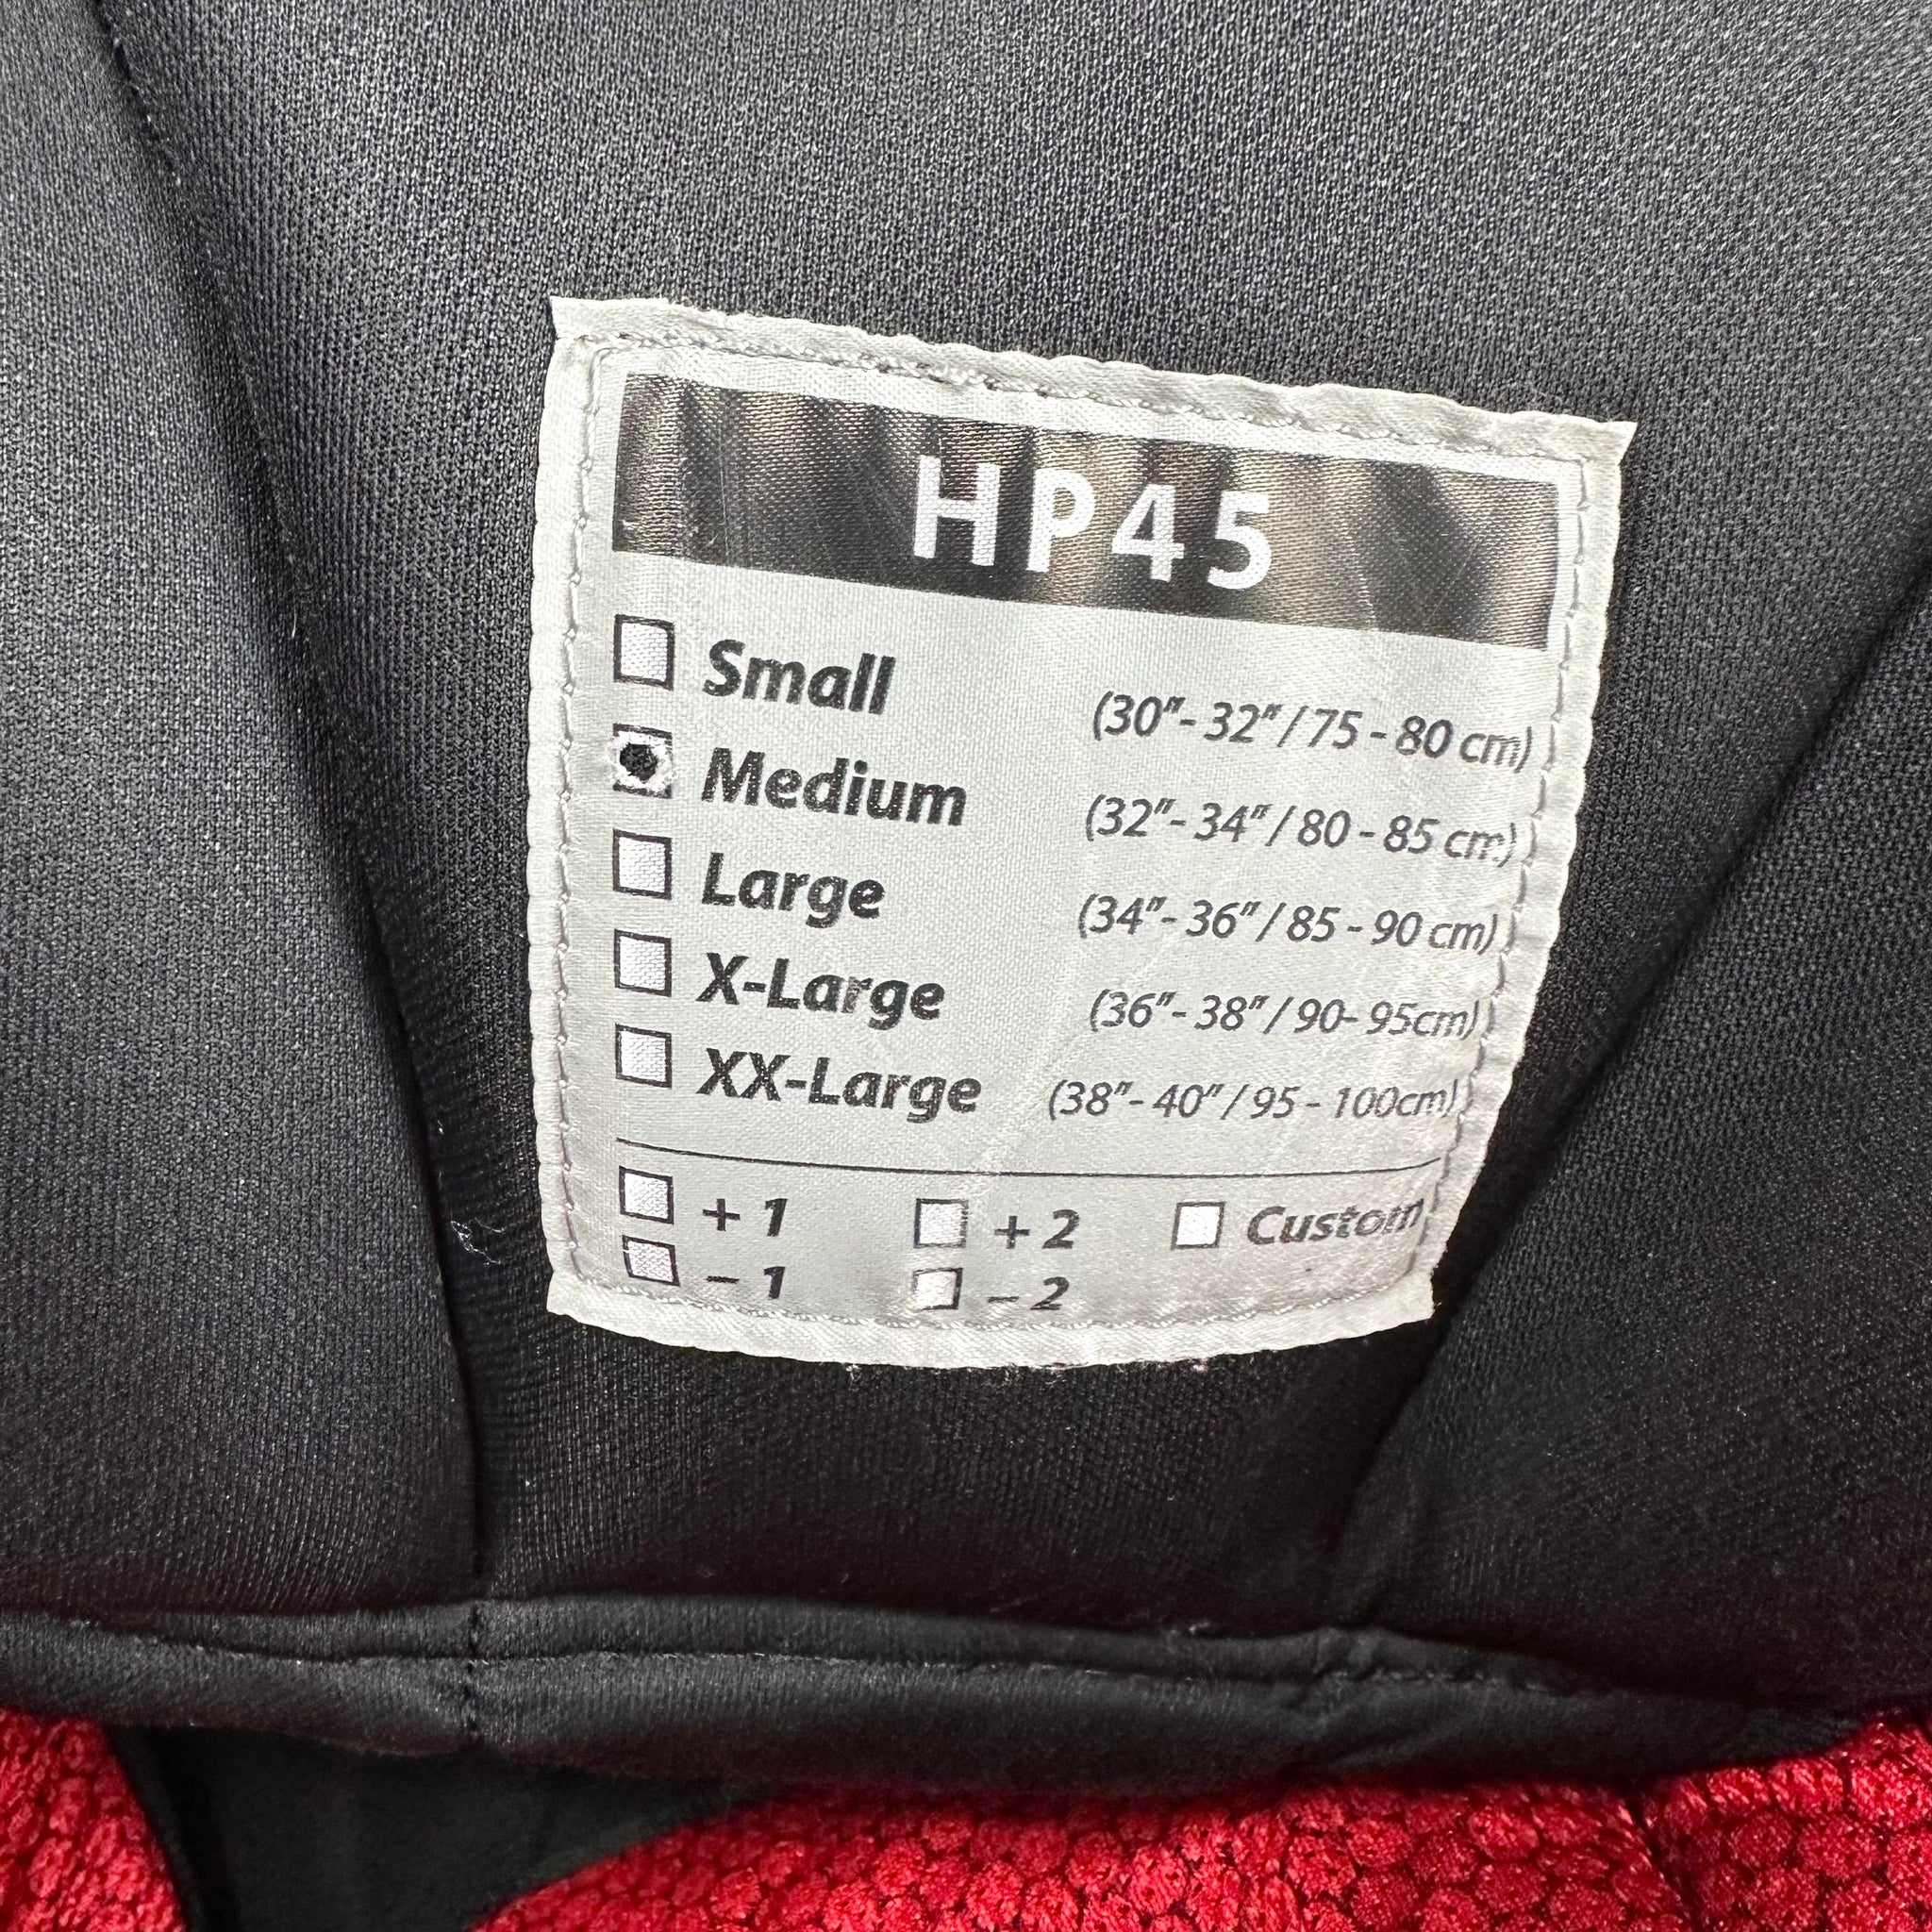 HP45
Small (30"- 32" / 75 - 80 cm)
Medium (32"- 34" / 80 - 85 cm)
Large (34"- 36" / 85 - 90 cm)
X-Large (36"- 38" / 90- 95cm)
XX-Large (38"- 40" / 95 - 100cm)
+ 1 + 2 Custom
– 1 – 2